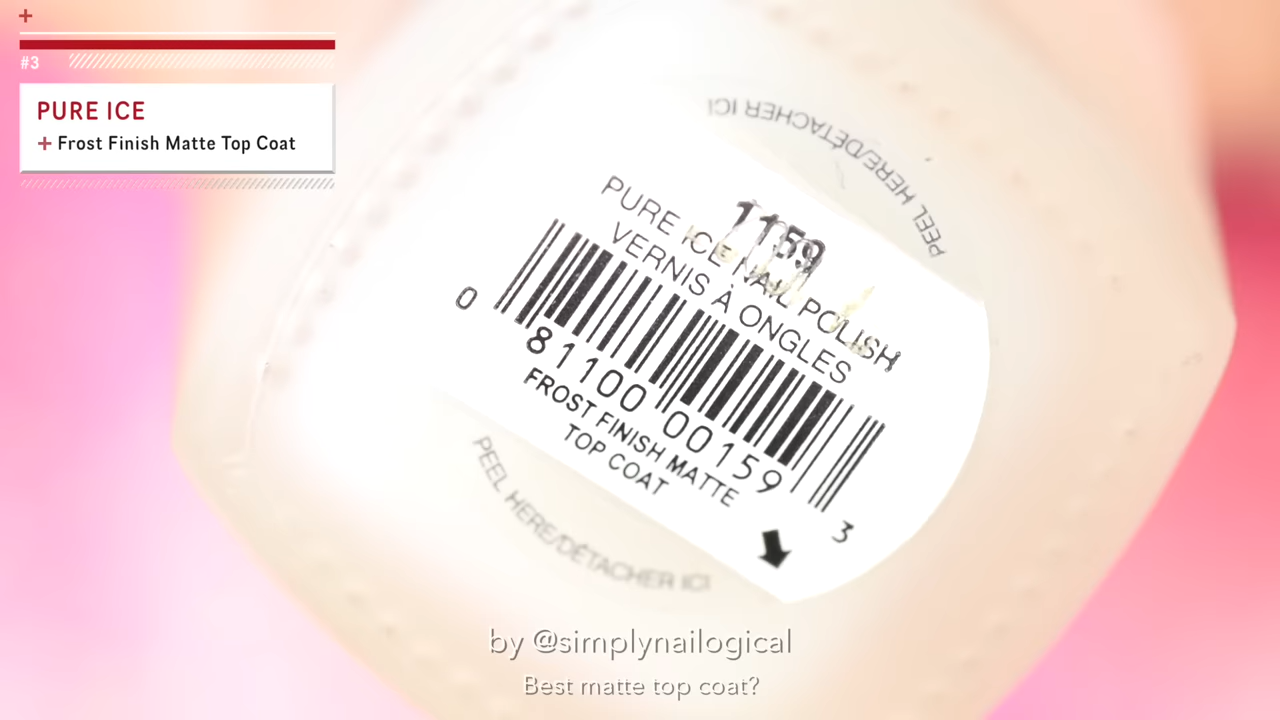 #3
PURE ICE
+ Frost Finish Matte Top Coat
PEEL HERE/DÉTACHER ICI
1159
PURE ICE NAIL POLISH
VERNIS À ONGLES
0 81100 00159 3
FROST FINISH MATTE
TOP COAT
PEEL HERE/DÉTACHER ICI
by @simplynailogical
Best matte top coat?